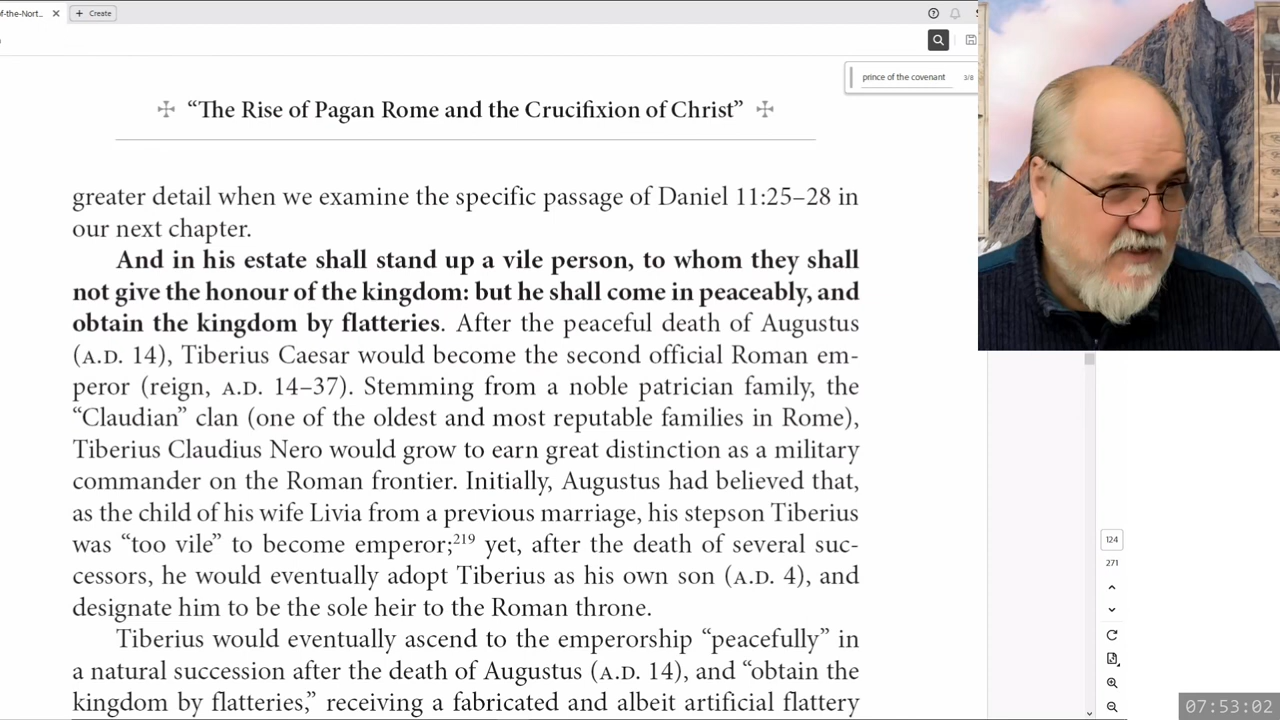 of-the-Nort...
+ Create
prince of the covenant 3/8
“The Rise of Pagan Rome and the Crucifixion of Christ”
greater detail when we examine the specific passage of Daniel 11:25–28 in
our next chapter.
And in his estate shall stand up a vile person, to whom they shall
not give the honour of the kingdom: but he shall come in peaceably, and
obtain the kingdom by flatteries. After the peaceful death of Augustus
(A.D. 14), Tiberius Caesar would become the second official Roman em-
peror (reign, A.D. 14–37). Stemming from a noble patrician family, the
“Claudian” clan (one of the oldest and most reputable families in Rome),
Tiberius Claudius Nero would grow to earn great distinction as a military
commander on the Roman frontier. Initially, Augustus had believed that,
as the child of his wife Livia from a previous marriage, his stepson Tiberius
was “too vile” to become emperor;219 yet, after the death of several suc-
cessors, he would eventually adopt Tiberius as his own son (A.D. 4), and
designate him to be the sole heir to the Roman throne.
Tiberius would eventually ascend to the emperorship “peacefully” in
a natural succession after the death of Augustus (A.D. 14), and “obtain the
kingdom by flatteries,” receiving a fabricated and albeit artificial flattery
124
271
07:53:02